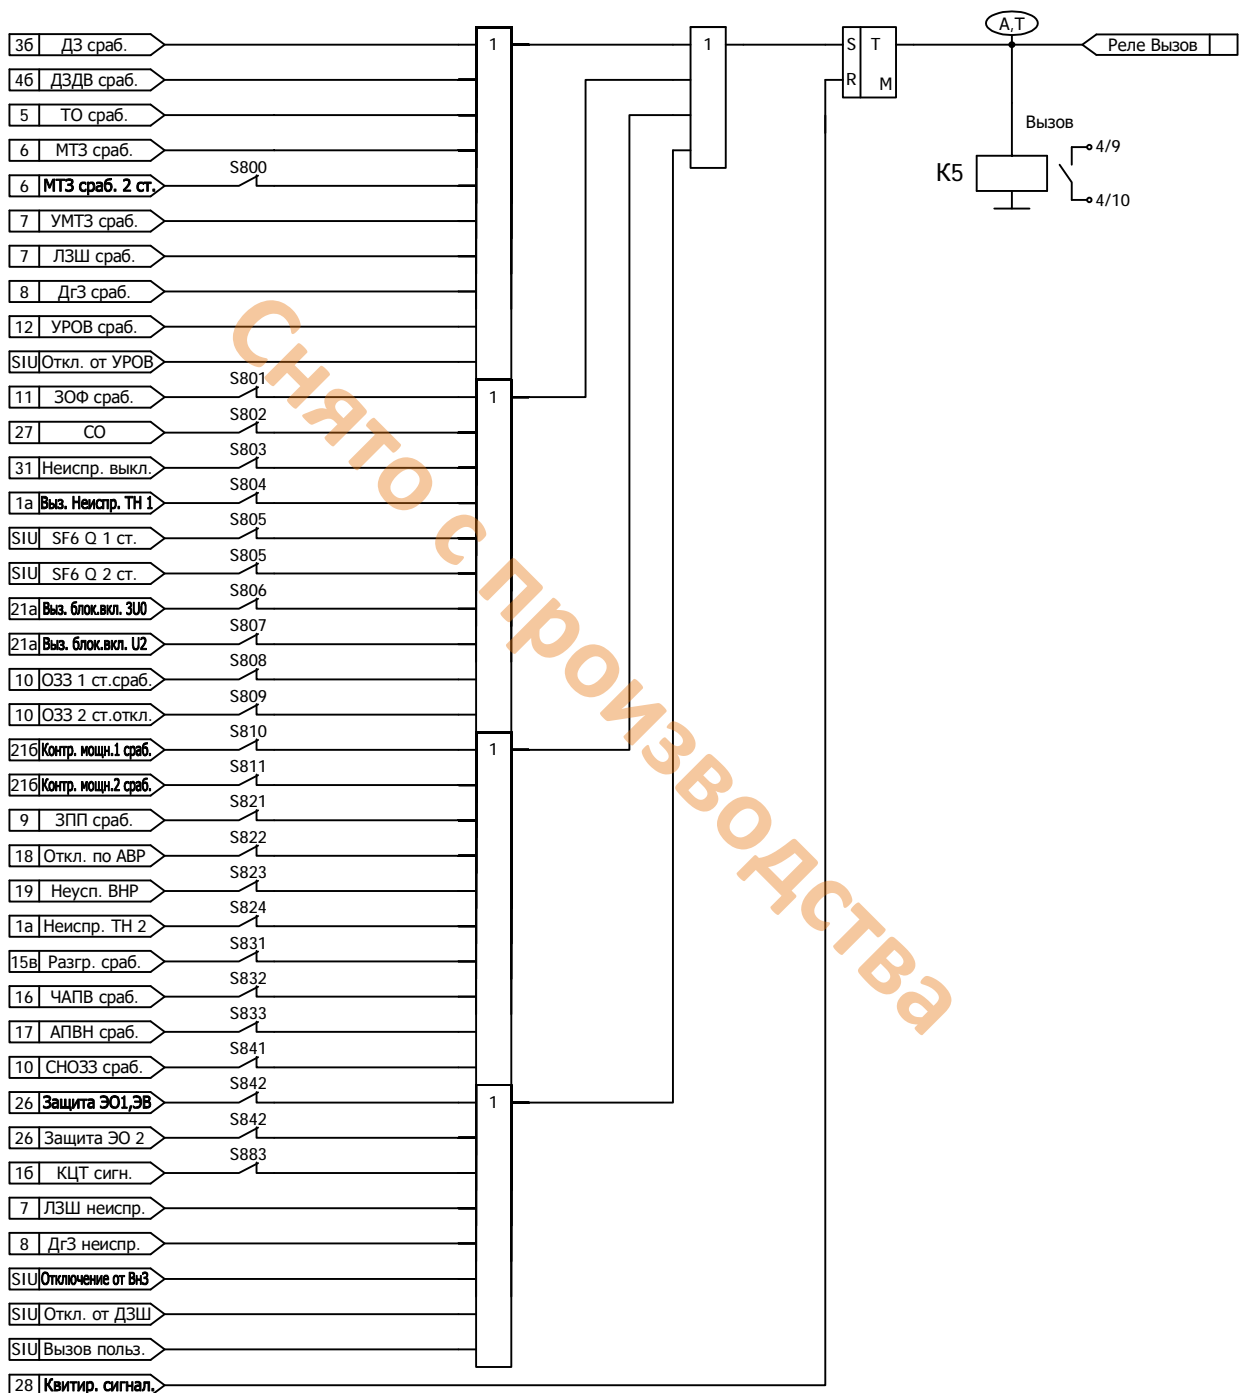 3б ДЗ сраб.
1
1
S T
R M
А,Т
Реле Вызов
4б ДЗДВ сраб.
5 ТО сраб.
6 МТЗ сраб.
S800
6 МТЗ сраб. 2 ст.
Вызов
4/9
К5
4/10
7 УМТЗ сраб.
7 ЛЗШ сраб.
8 ДгЗ сраб.
12 УРОВ сраб.
SIU Откл. от УРОВ
S801
11 ЗОФ сраб.
1
S802
27 СО
S803
31 Неиспр. выкл.
S804
1а Выз. Неиспр. ТН 1
S805
SIU SF6 Q 1 ст.
S805
SIU SF6 Q 2 ст.
S806
21а Выз. блок.вкл. 3U0
S807
21а Выз. блок.вкл. U2
S808
10 ОЗЗ 1 ст.сраб.
S809
10 ОЗЗ 2 ст.откл.
S810
21б Контр. мощн.1 сраб.
1
S811
21б Контр. мощн.2 сраб.
S821
9 ЗПП сраб.
S822
18 Откл. по АВР
S823
19 Неусп. ВНР
S824
1а Неиспр. ТН 2
S831
15в Разгр. сраб.
S832
16 ЧАПВ сраб.
S833
17 АПВН сраб.
S841
10 СНОЗЗ сраб.
S842
26 Защита ЭО1,ЭВ
1
S842
26 Защита ЭО 2
S883
1б КЦТ сигн.
7 ЛЗШ неиспр.
8 ДгЗ неиспр.
SIU Отключение от ВнЗ
SIU Откл. от ДЗШ
SIU Вызов польз.
28 Квитир. сигнал.
Снято с производства